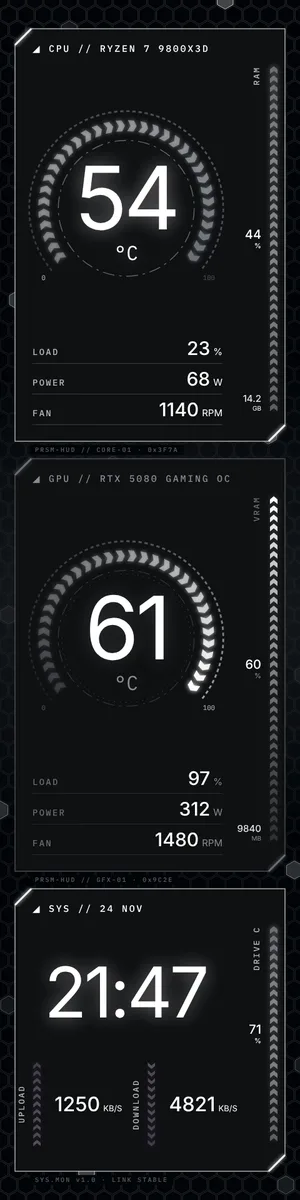 CPU // RYZEN 7 9800X3D
RAM
54
°C
0 100
44
%
LOAD 23 %
POWER 68 W
14.2
GB
FAN 1140 RPM
PRSM-HUD // CORE-01 · 0x3F7A
GPU // RTX 5080 GAMING OC
VRAM
61
°C
0 100
60
%
LOAD 97 %
POWER 312 W
9840
MB
FAN 1480 RPM
PRSM-HUD // GFX-01 · 0x9C2E
SYS // 24 NOV
DRIVE C
21:47
71
%
UPLOAD
1250 KB/S
DOWNLOAD
4821 KB/S
SYS.MON v1.0 · LINK STABLE